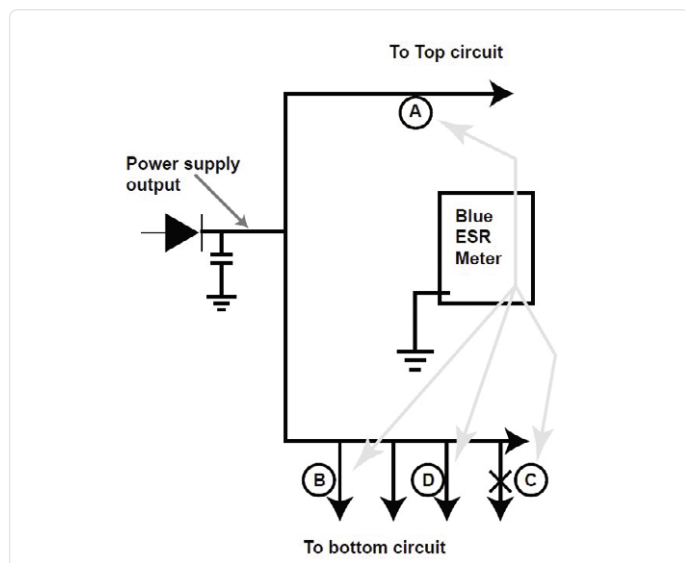 To Top circuit
A
Power supply
output
Blue
ESR
Meter
B
D
C
To bottom circuit